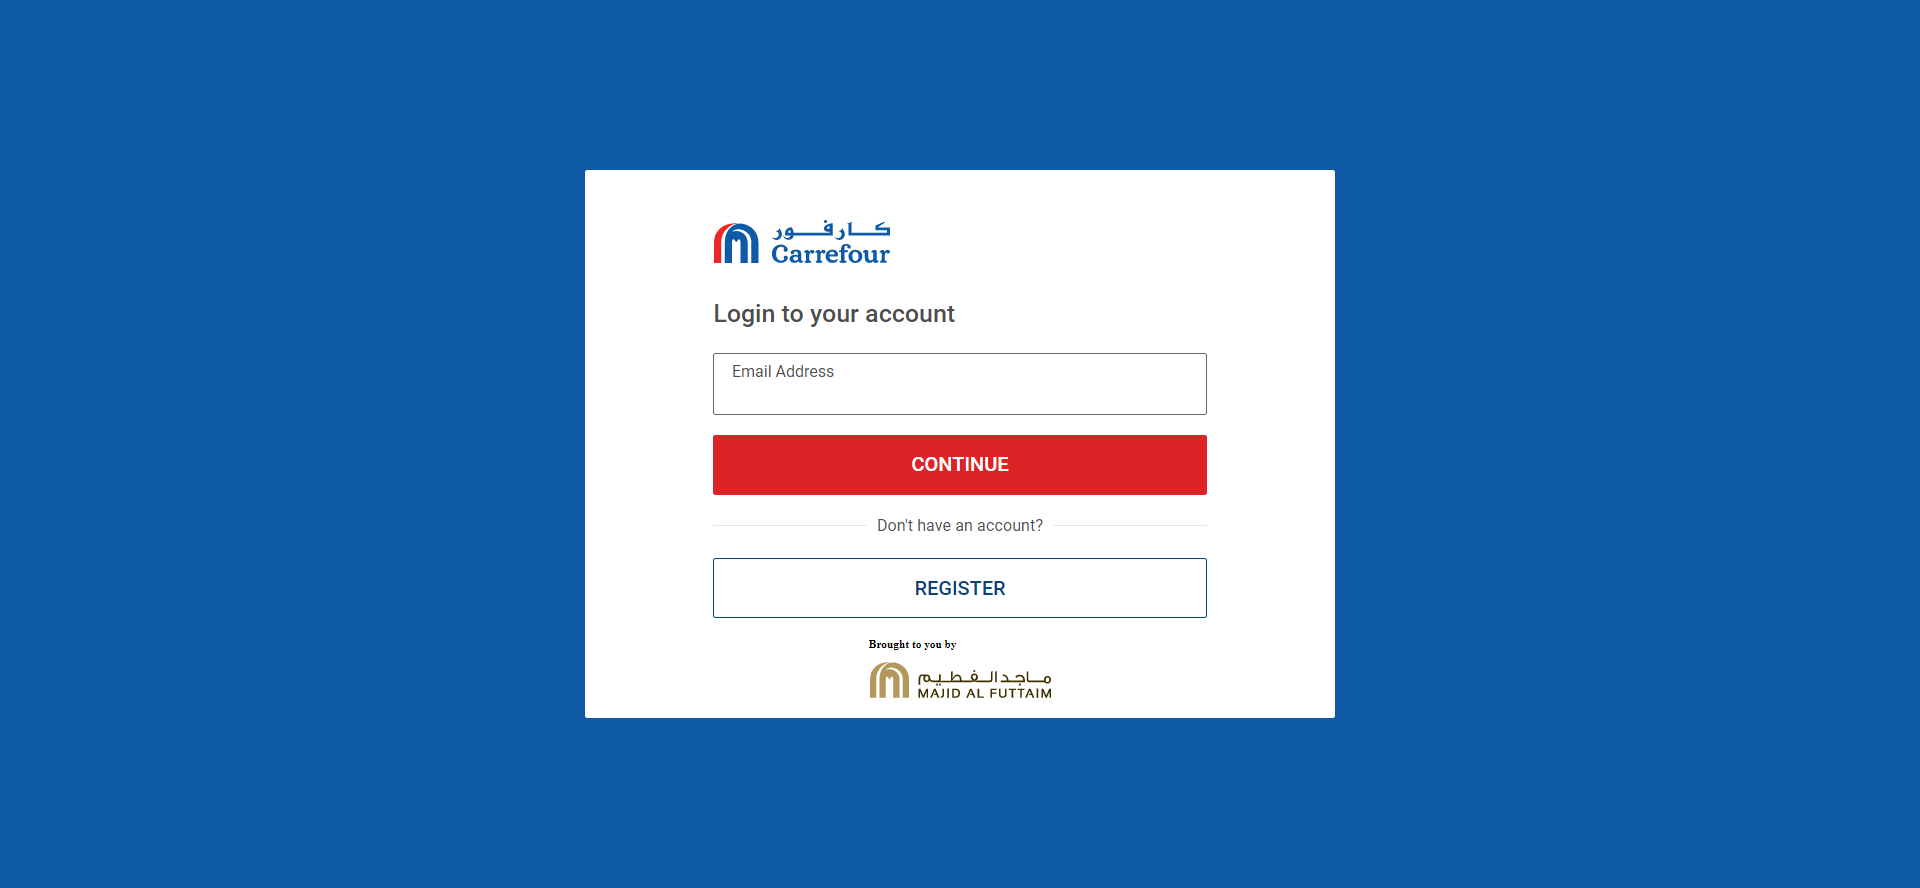 كارفور
Carrefour
Login to your account
Email Address
CONTINUE
Don't have an account?
REGISTER
Brought to you by
ماجد الفطيم
MAJID AL FUTTAIM